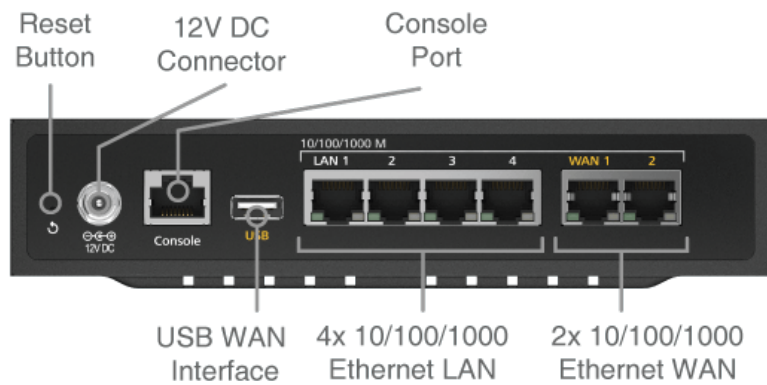 Reset
Button
12V DC
Connector
Console
Port
10/100/1000 M
LAN 1 2 3 4 WAN 1 2
12V DC
Console
USB
USB WAN
Interface
4x 10/100/1000
Ethernet LAN
2x 10/100/1000
Ethernet WAN